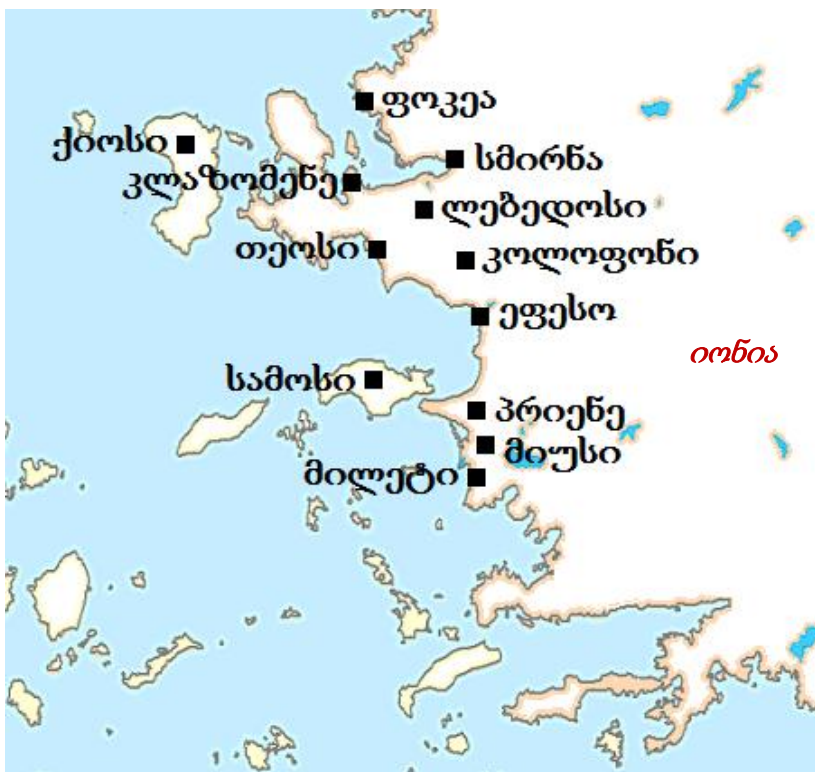 ფოკეა
ქიოსი
სმირნა
კლაზომენე
ლებედოსი
თეოსი
კოლოფონი
ეფესო
იონია
სამოსი
პრიენე
მიუსი
მილეტი